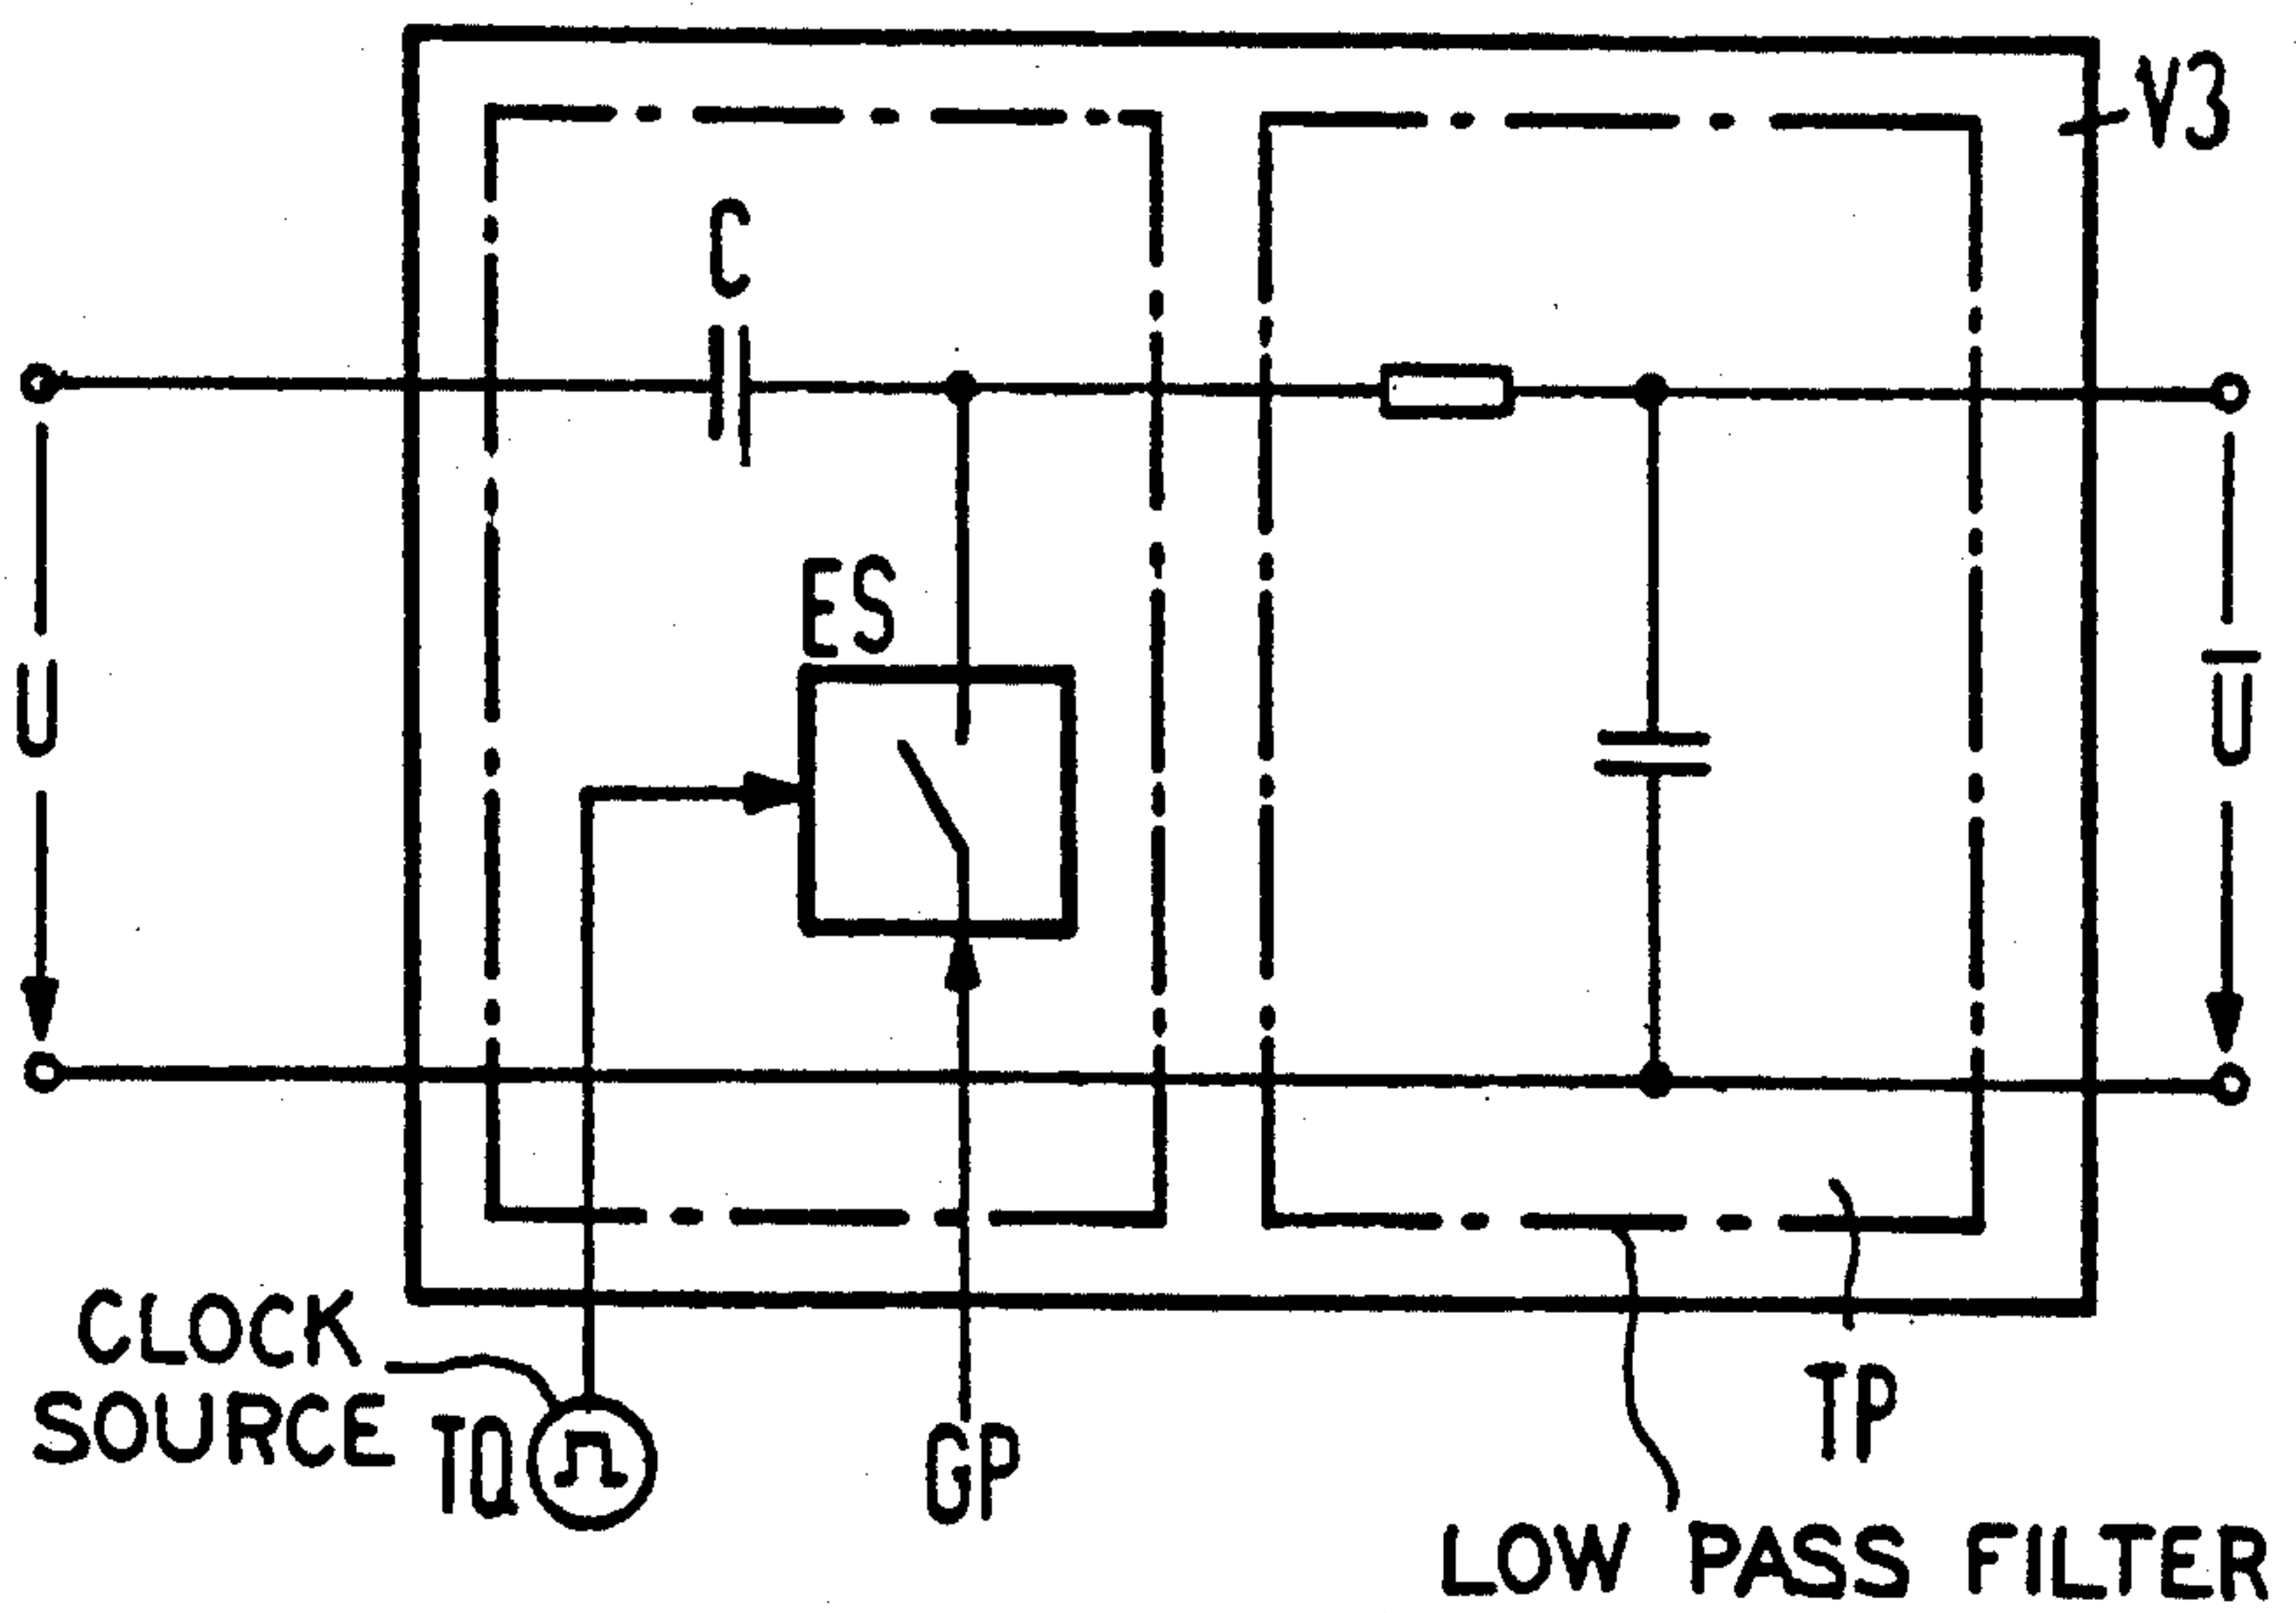 V3
C
ES
U
Ū
CLOCK
SOURCE
TQ
GP
TP
LOW PASS FILTER